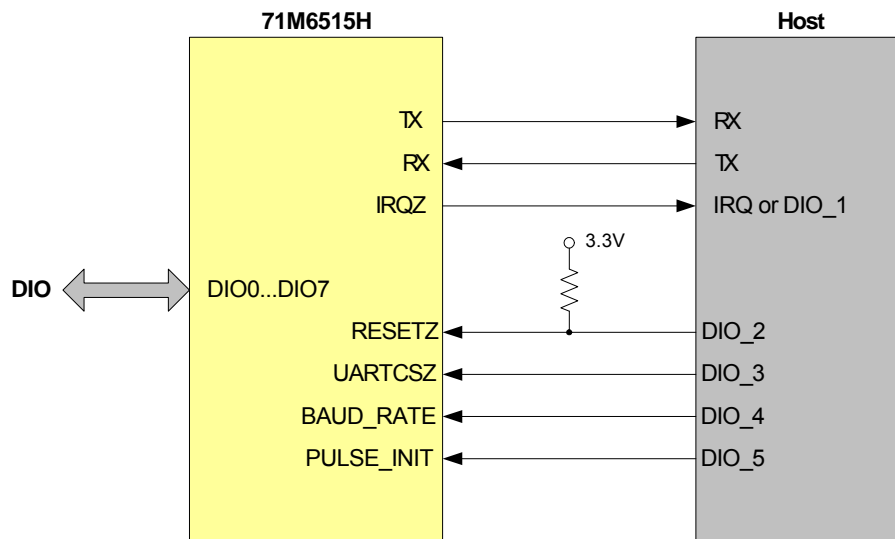 71M6515H
Host
TX
RX
RX
TX
IRQZ
IRQ or DIO_1
3.3V
DIO
DIO0...DIO7
RESETZ
DIO_2
UARTCSZ
DIO_3
BAUD_RATE
DIO_4
PULSE_INIT
DIO_5